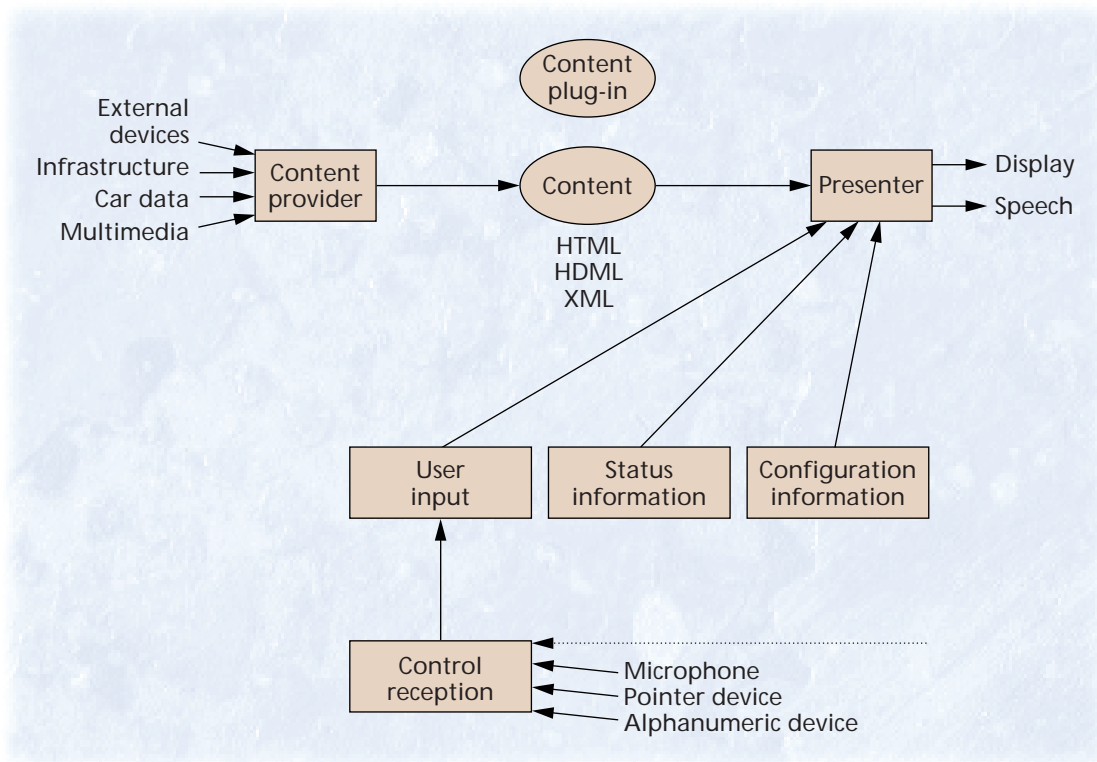 Content
plug-in
External
devices
Infrastructure
Car data
Multimedia
Content
provider
Content
HTML
HDML
XML
Presenter
Display
Speech
User
input
Status
information
Configuration
information
Control
reception
Microphone
Pointer device
Alphanumeric device